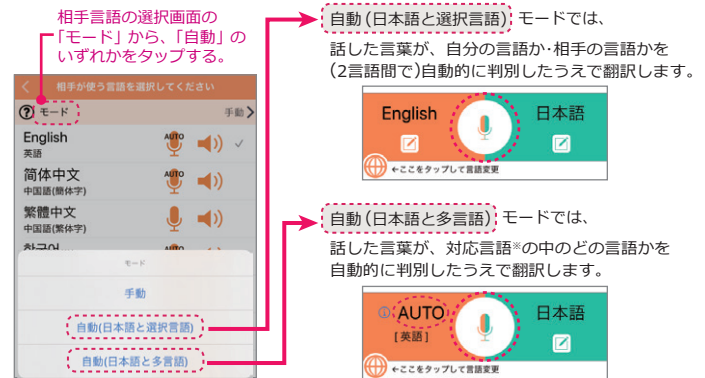 相手言語の選択画面の
「モード」から、「自動」の
いずれかをタップする。
相手が使う言語を選択してください
? モード 手動
English AUTO
英語
简体中文 AUTO
中国語(簡体字)
繁體中文
中国語(繁体字)
한국어 AUTO
モード
手動
自動(日本語と選択言語)
自動(日本語と多言語)
自動(日本語と選択言語) モードでは、
話した言葉が、自分の言語か・相手の言語かを
(2言語間で)自動的に判別したうえで翻訳します。
English 日本語
←ここをタップして言語変更
自動(日本語と多言語) モードでは、
話した言葉が、対応言語※の中のどの言語かを
自動的に判別したうえで翻訳します。
AUTO 日本語
[英語]
←ここをタップして言語変更